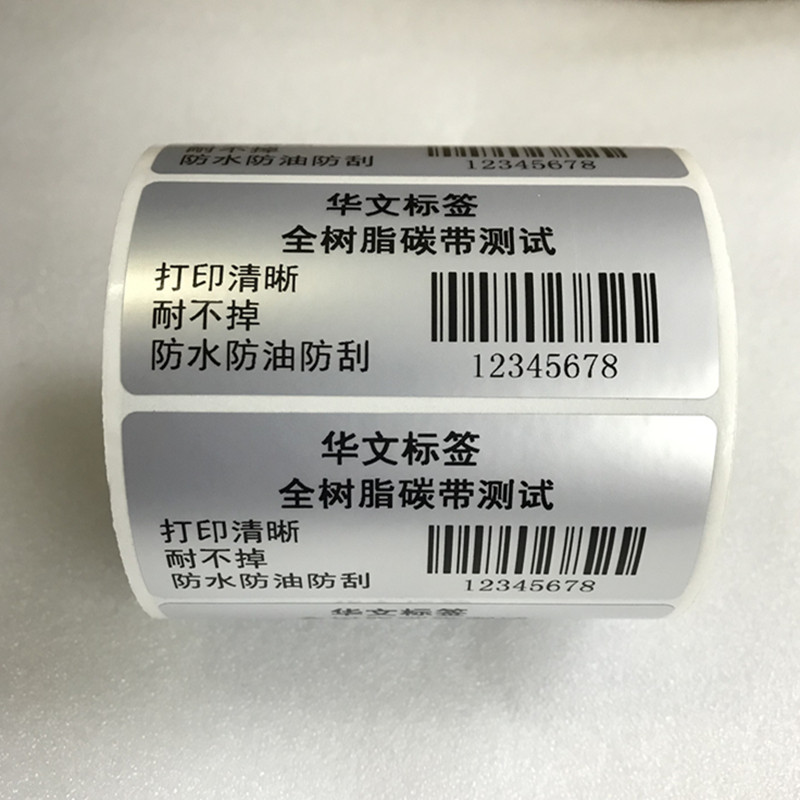 防水防油防刮
12345678
华文标签
全树脂碳带测试
打印清晰
耐不掉
防水防油防刮
12345678
华文标签
全树脂碳带测试
打印清晰
耐不掉
防水防油防刮
12345678
华文标签